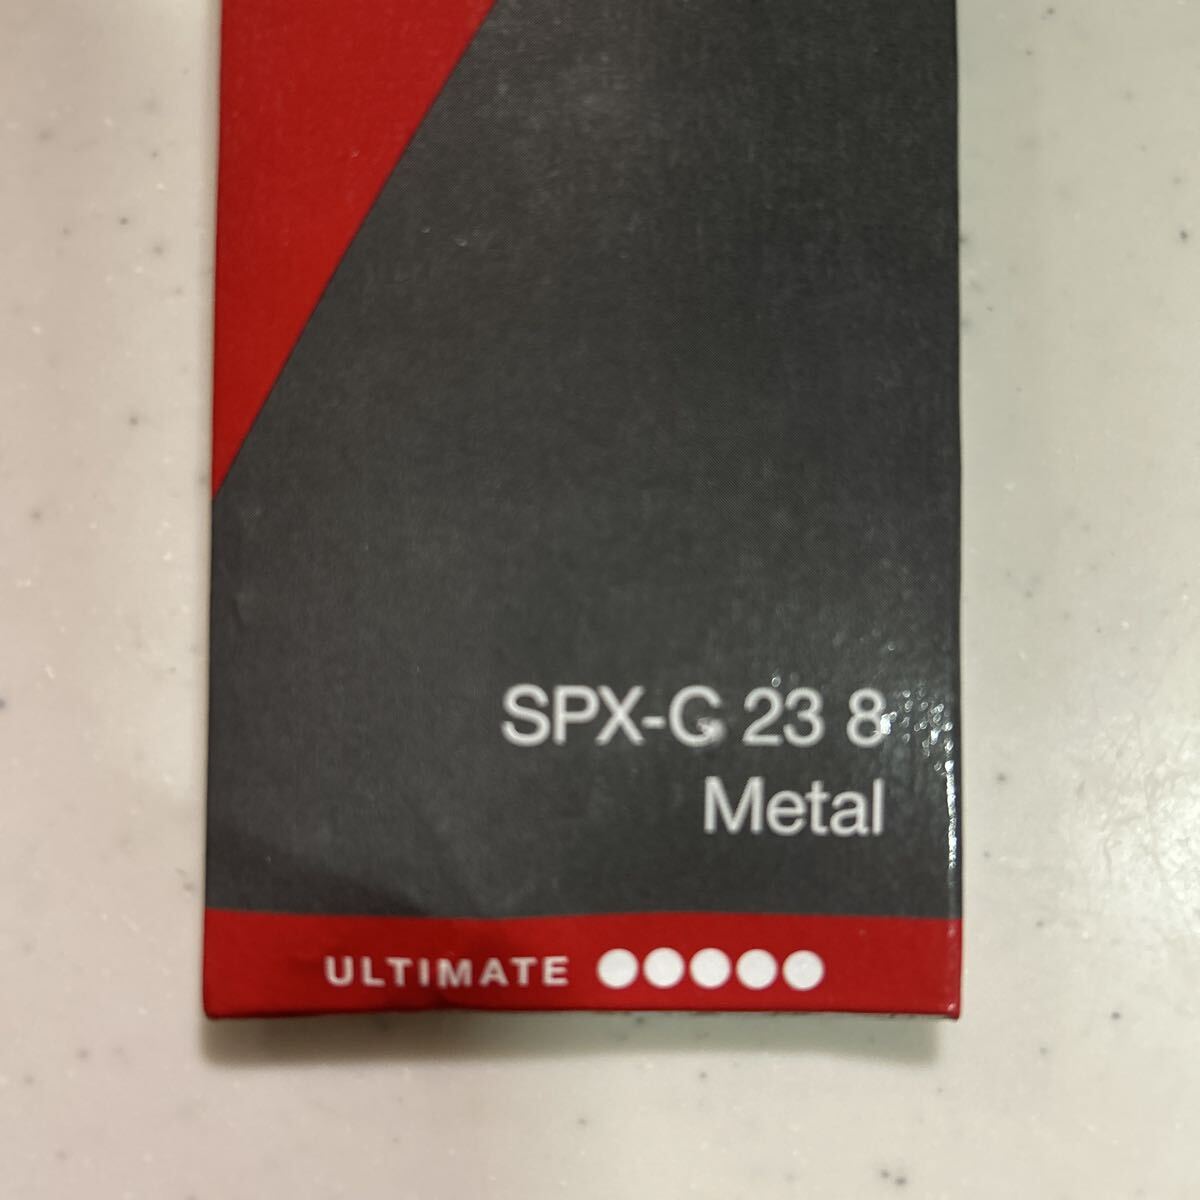 SPX-G 23 8
Metal
ULTIMATE